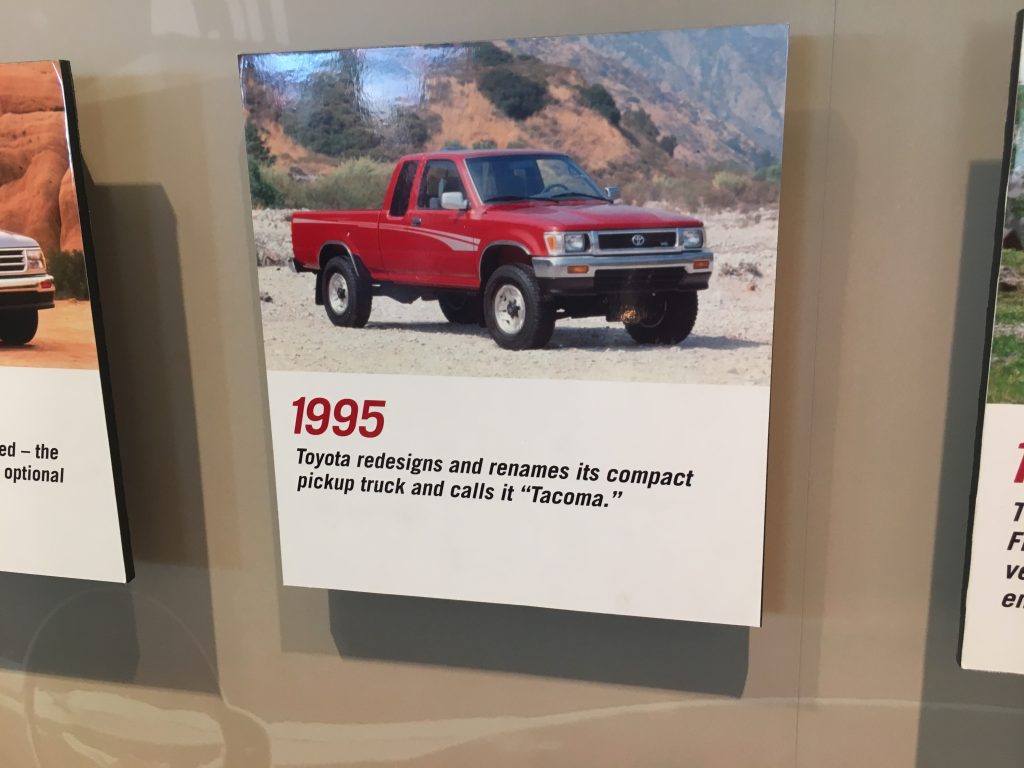 ed – the
optional
1995
Toyota redesigns and renames its compact
pickup truck and calls it “Tacoma.”